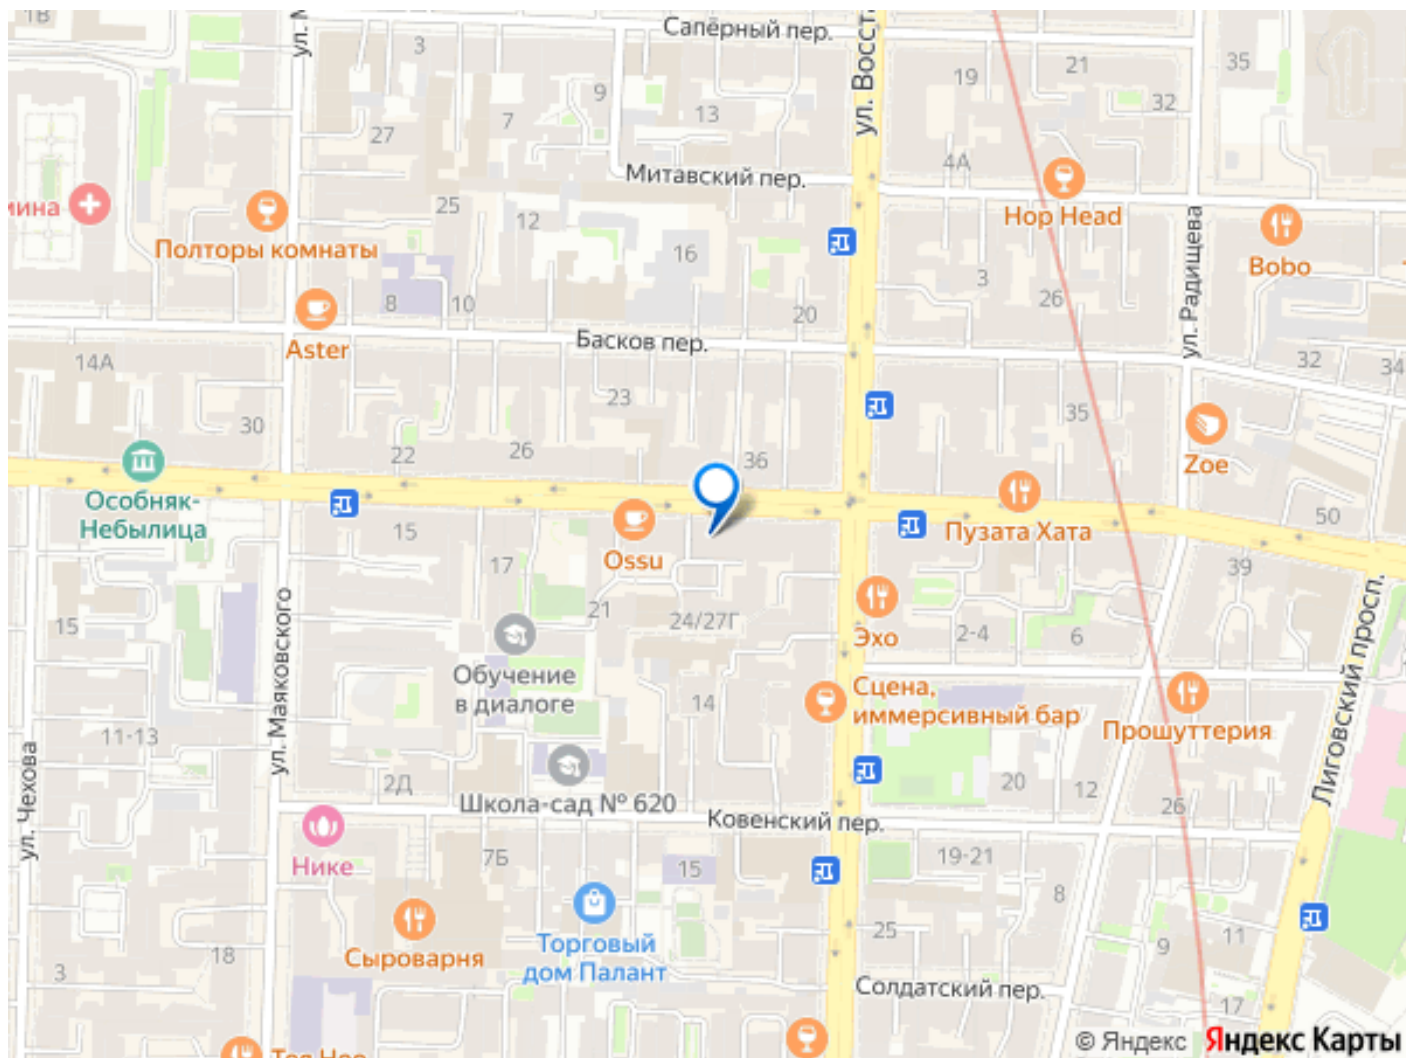 1В
ул. М
3
Сапёрный пер.
ул. Восста
19
21
35
32
9
7
13
27
4А
Митавский пер.
мина
Полторы комнаты
25
12
16
Hop Head
Bobo
3
26
ул. Радищева
8
10
20
Aster
Басков пер.
14А
23
32
34
30
22
26
36
35
Zoe
Особняк-
Небылица
15
Ossu
Пузата Хата
50
17
21
24/27Г
39
15
ул. Маяковского
Обучение
в диалоге
Эхо
2-4
6
Лиговский просп.
14
Сцена,
иммерсивный бар
Прошуттерия
11-13
ул. Чехова
2Д
Школа-сад № 620
20
12
26
Ковенский пер.
Нике
7Б
15
19-21
8
Сыроварня
Торговый
дом Палант
25
9
11
18
3
Солдатский пер.
17
© Яндекс Яндекс Карты